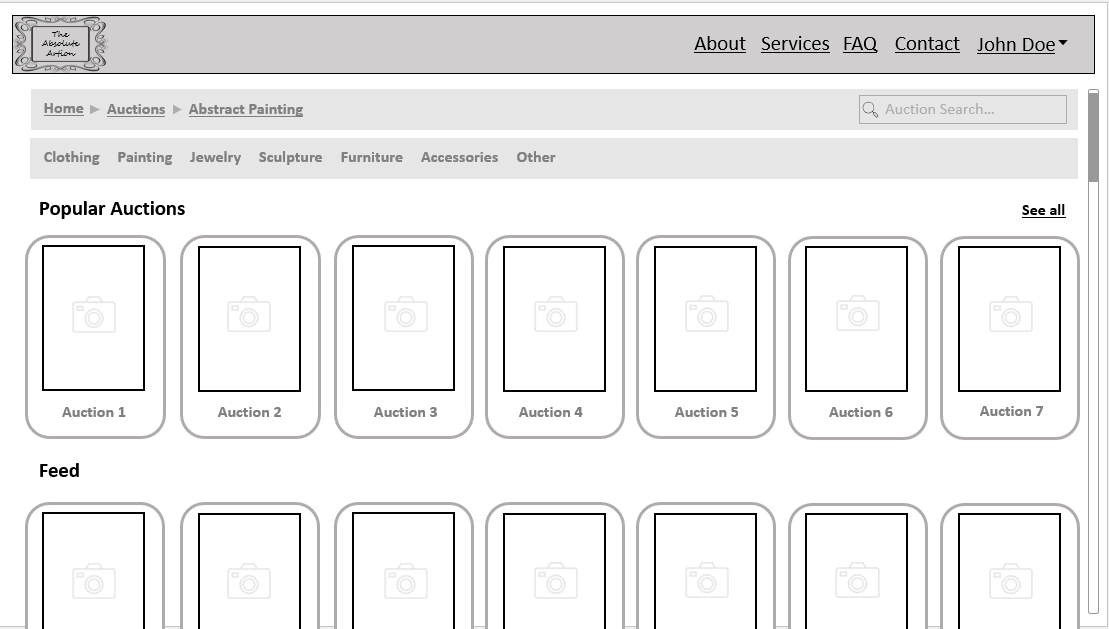 The
Absolute
Artion
About Services FAQ Contact John Doe
Home Auctions Abstract Painting Auction Search...
Clothing Painting Jewelry Sculpture Furniture Accessories Other
Popular Auctions See all
Auction 1 Auction 2 Auction 3 Auction 4 Auction 5 Auction 6 Auction 7
Feed